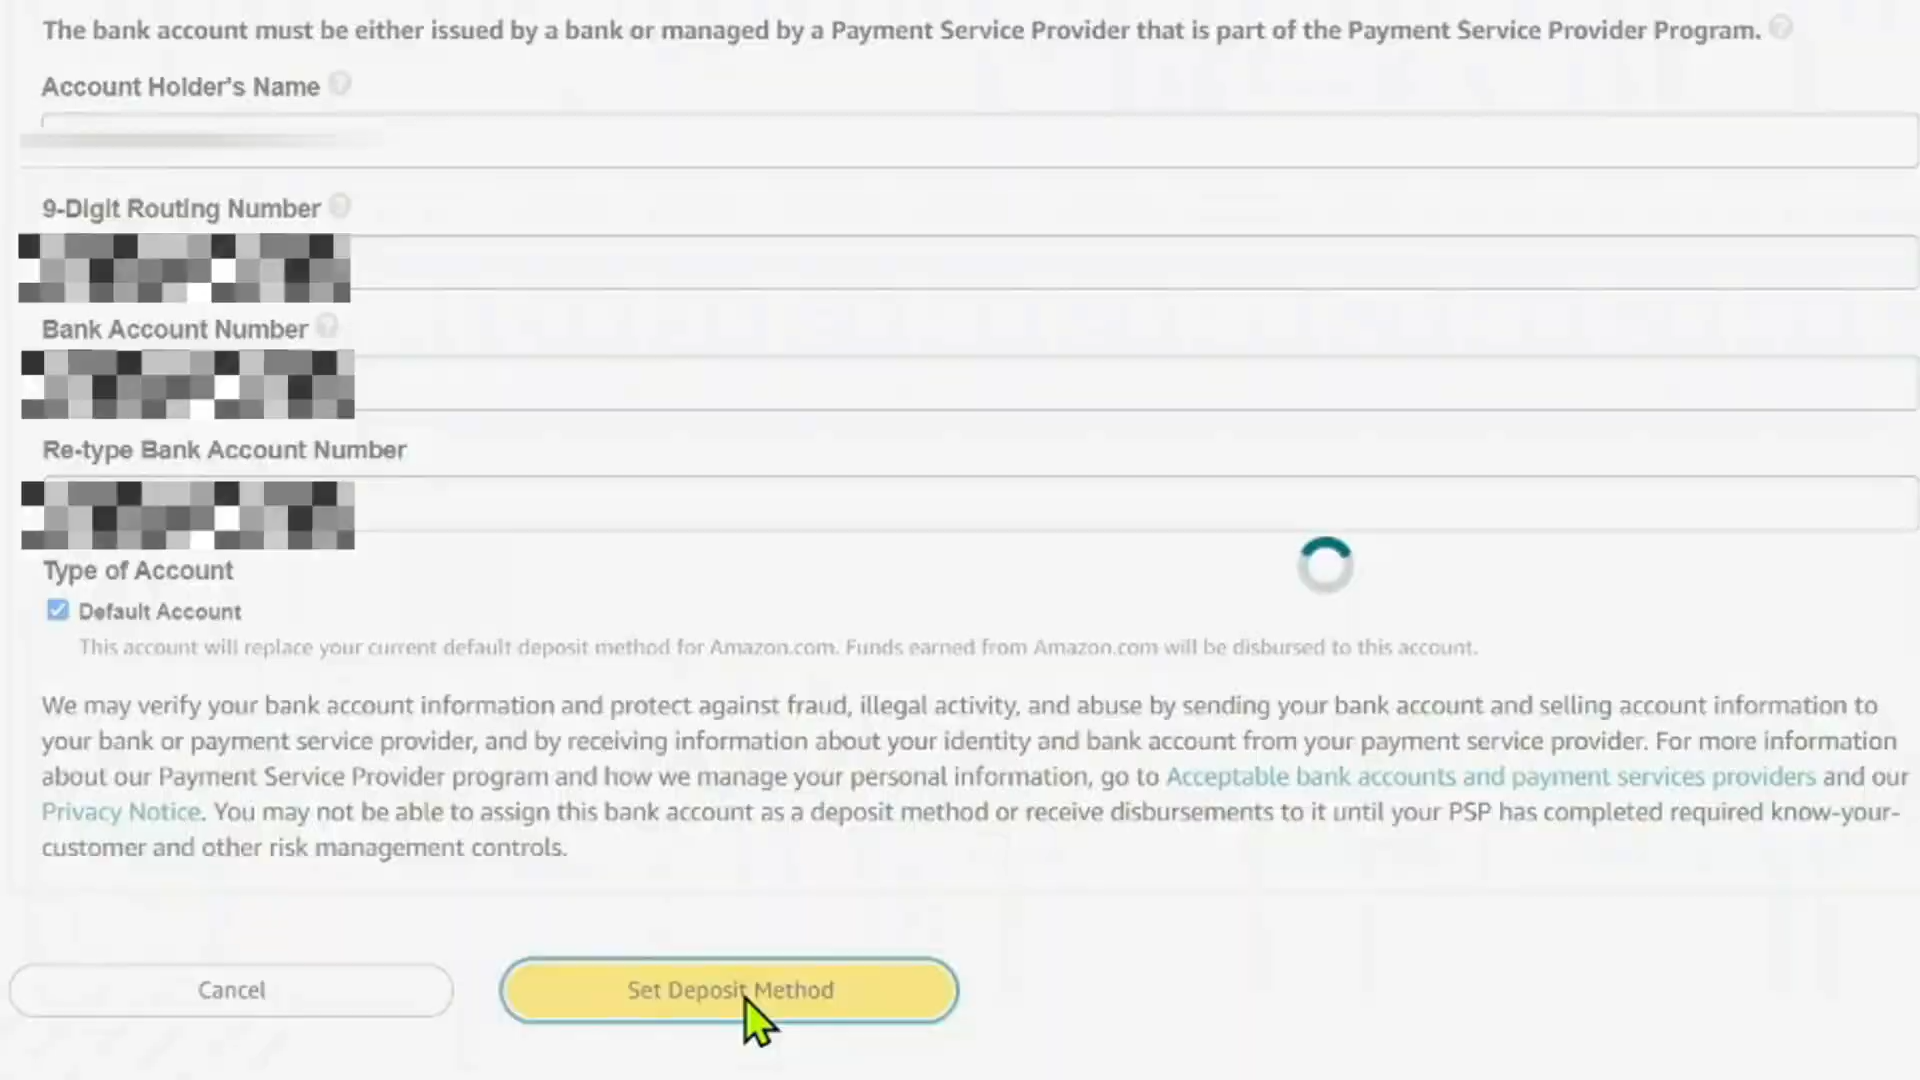 The bank account must be either issued by a bank or managed by a Payment Service Provider that is part of the Payment Service Provider Program.
Account Holder's Name
9-Digit Routing Number
Bank Account Number
Re-type Bank Account Number
Type of Account
Default Account
This account will replace your current default deposit method for Amazon.com. Funds earned from Amazon.com will be disbursed to this account.
We may verify your bank account information and protect against fraud, illegal activity, and abuse by sending your bank account and selling account information to
your bank or payment service provider, and by receiving information about your identity and bank account from your payment service provider. For more information
about our Payment Service Provider program and how we manage your personal information, go to Acceptable bank accounts and payment services providers and our
Privacy Notice. You may not be able to assign this bank account as a deposit method or receive disbursements to it until your PSP has completed required know-your-
customer and other risk management controls.
Cancel
Set Deposit Method